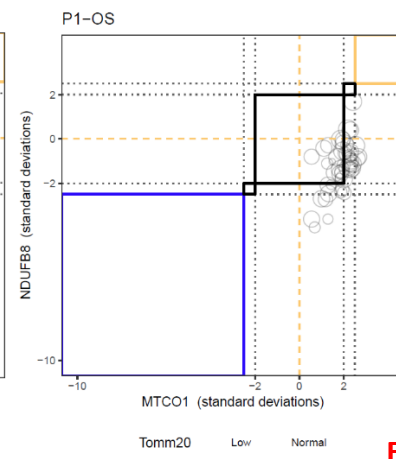 P1-OS
2
0
−2
−10
NDUFB8 (standard deviations)
−10 −2 0 2
MTCO1 (standard deviations)
Tomm20 Low Normal